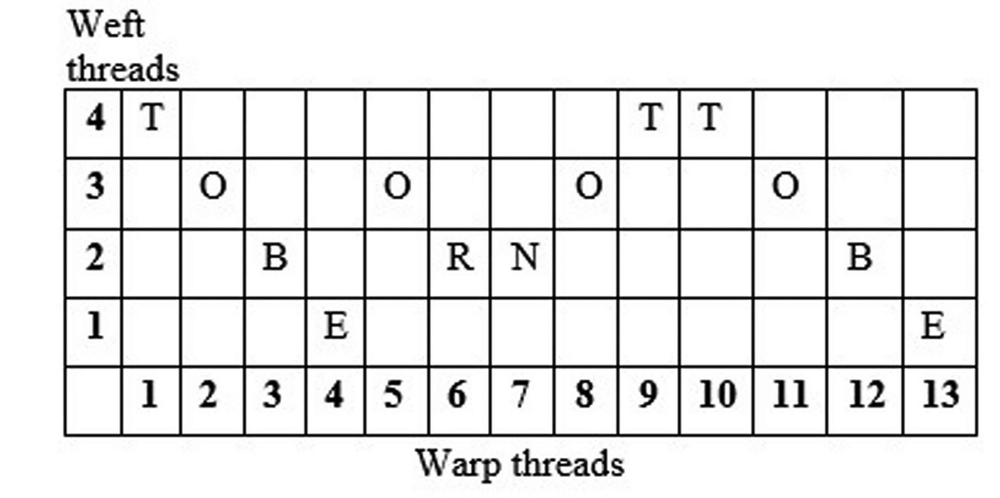 Weft
threads
4 T T T
3 O O O O
2 B R N B
1 E E
1 2 3 4 5 6 7 8 9 10 11 12 13
Warp threads